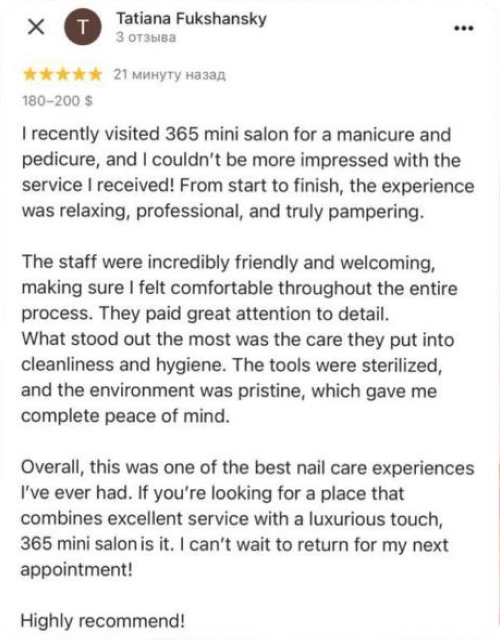 Tatiana Fukshansky
T
3 отзыва
21 минуту назад
180–200 $
I recently visited 365 mini salon for a manicure and
pedicure, and I couldn't be more impressed with the
service I received! From start to finish, the experience
was relaxing, professional, and truly pampering.
The staff were incredibly friendly and welcoming,
making sure I felt comfortable throughout the entire
process. They paid great attention to detail.
What stood out the most was the care they put into
cleanliness and hygiene. The tools were sterilized,
and the environment was pristine, which gave me
complete peace of mind.
Overall, this was one of the best nail care experiences
I've ever had. If you're looking for a place that
combines excellent service with a luxurious touch,
365 mini salon is it. I can't wait to return for my next
appointment!
Highly recommend!